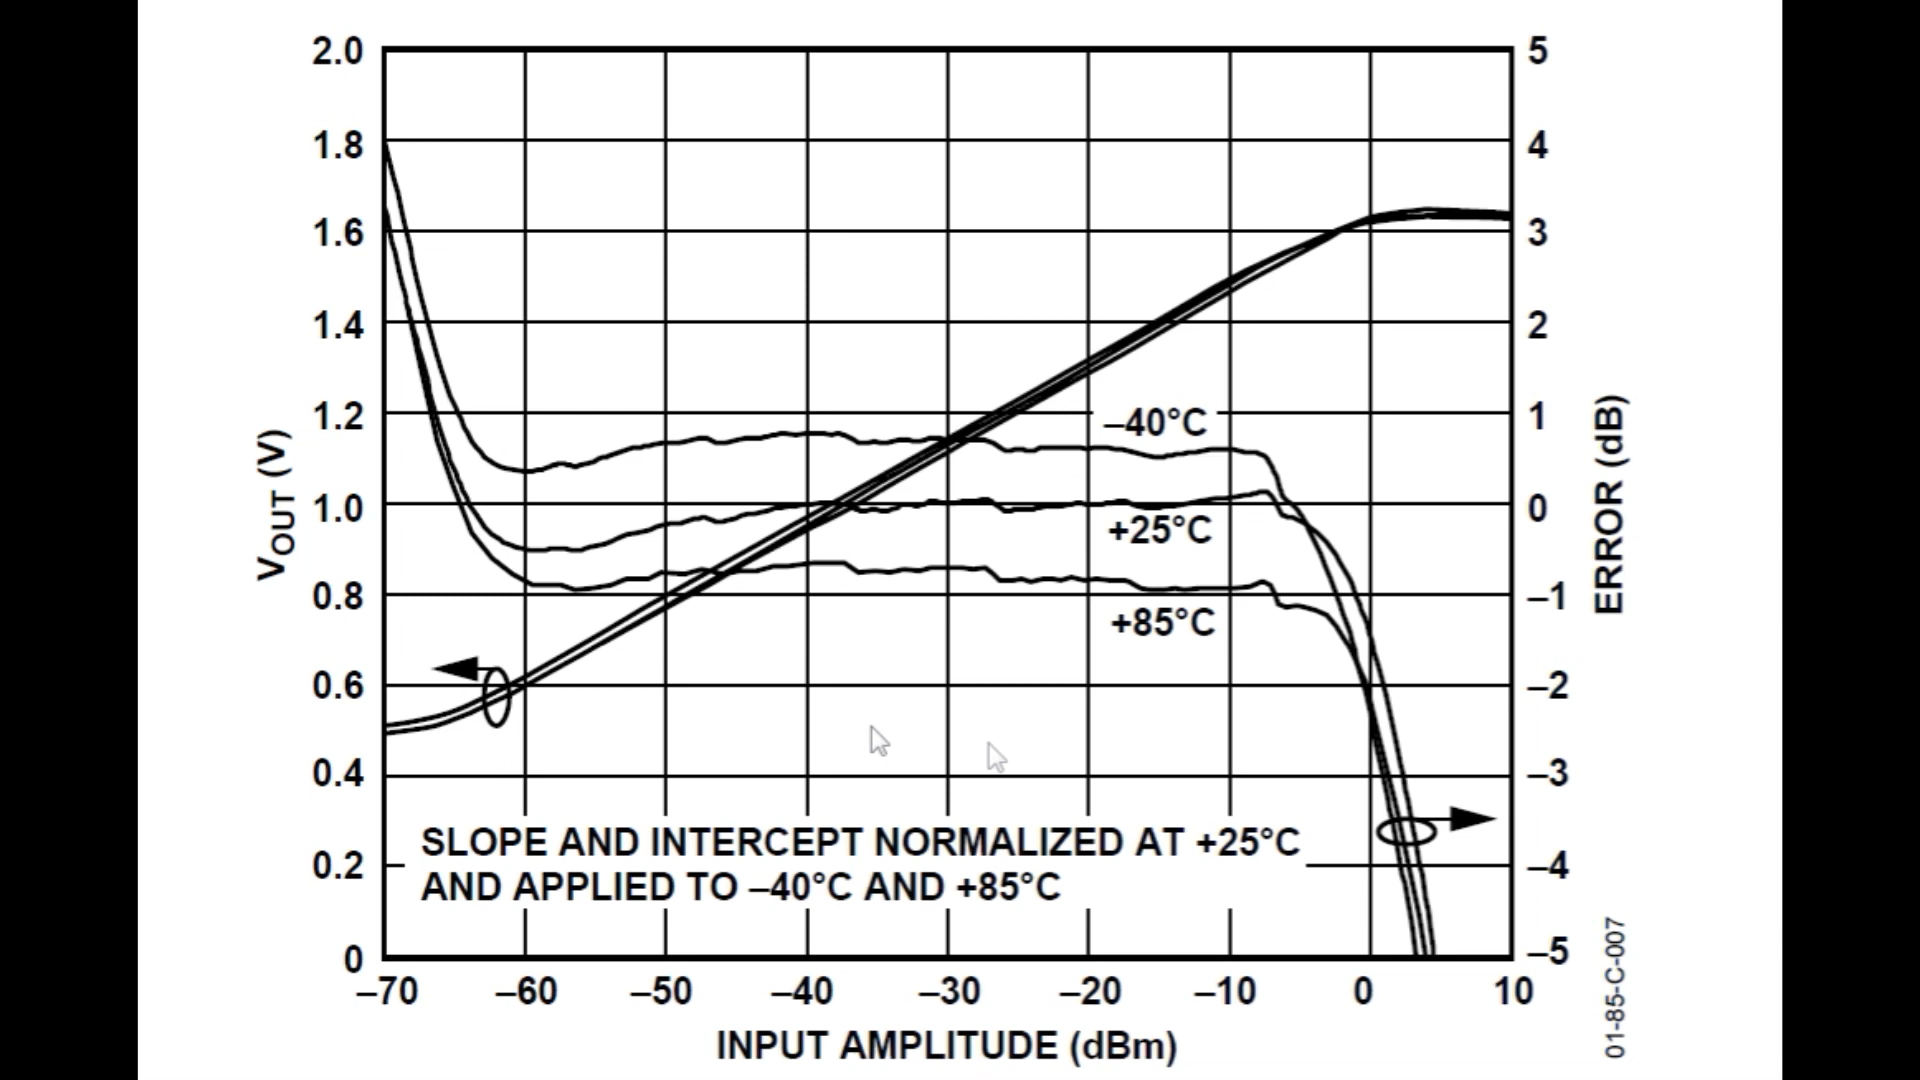 2.0
1.8
1.6
1.4
1.2
1.0
0.8
0.6
0.4
0.2
0
VOUT (V)
5
4
3
2
1
0
–1
–2
–3
–4
–5
ERROR (dB)
–40°C
+25°C
+85°C
SLOPE AND INTERCEPT NORMALIZED AT +25°C
AND APPLIED TO –40°C AND +85°C
–70 –60 –50 –40 –30 –20 –10 0 10
INPUT AMPLITUDE (dBm)
01-85-C-007